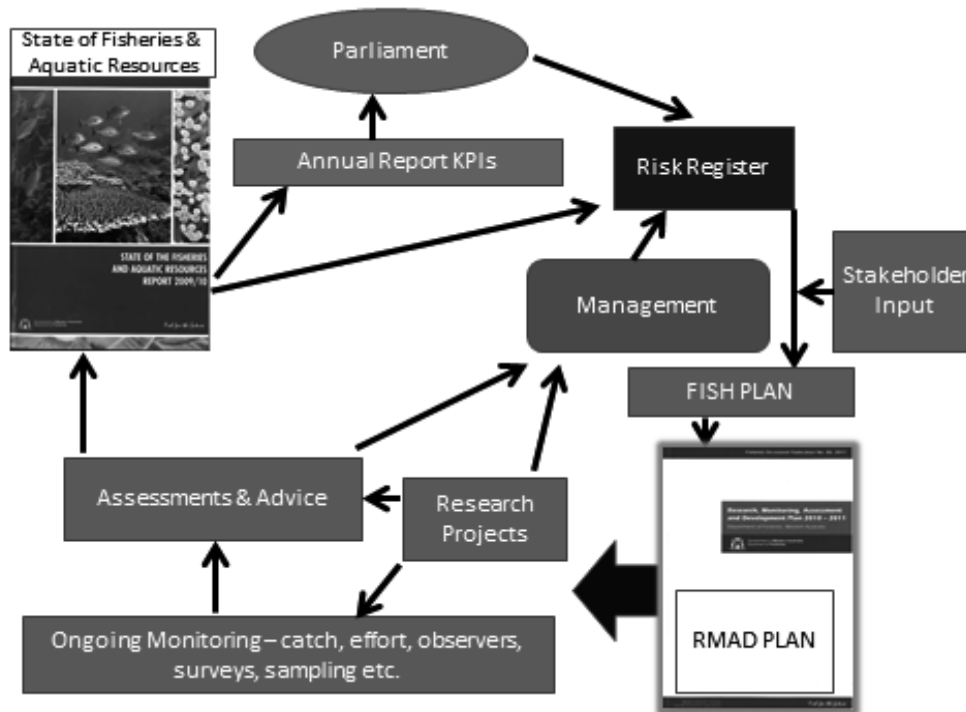 State of Fisheries &
Aquatic Resources
STATE OF THE FISHERIES
AND AQUATIC RESOURCES
REPORT 2009/10
Parliament
Annual Report KPIs
Risk Register
Management
Stakeholder
Input
FISH PLAN
Assessments & Advice
Research
Projects
Ongoing Monitoring – catch, effort, observers,
surveys, sampling etc.
Research, Monitoring, Assessment
and Development Plan 2010 – 2011
RMAD PLAN